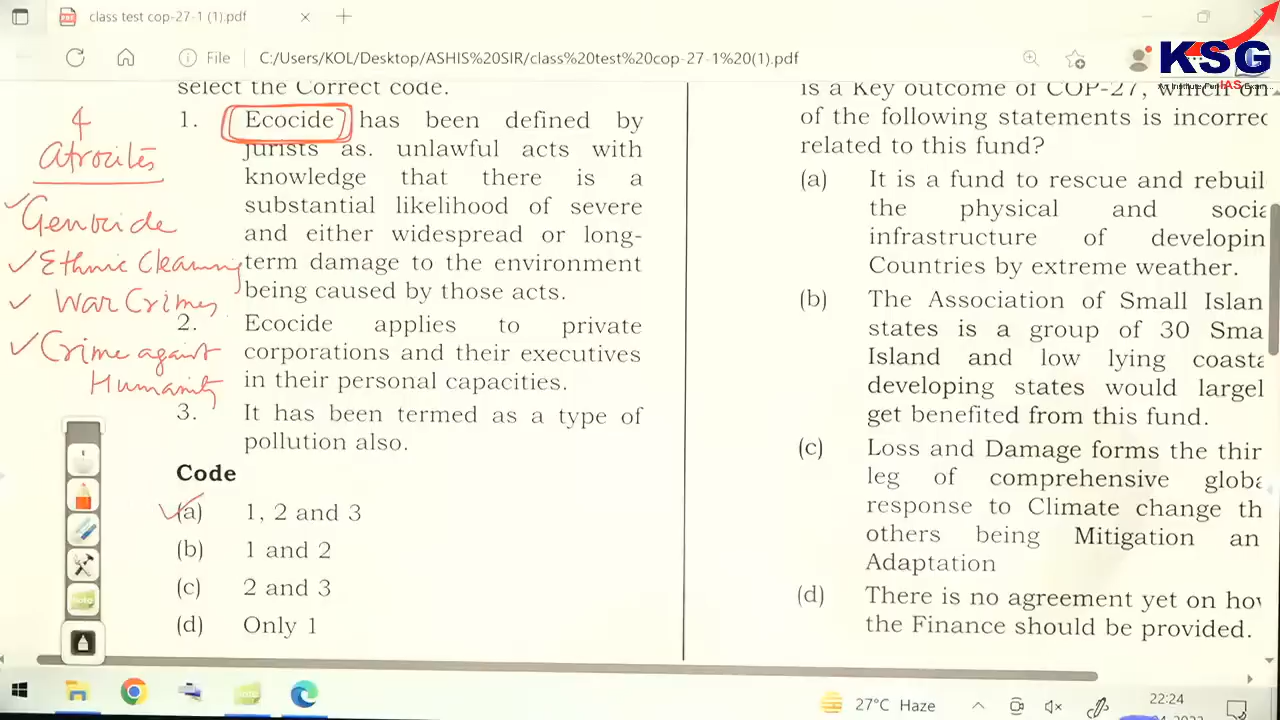 class test cop-27-1 (1).pdf
File
C:/Users/KOL/Desktop/ASHIS%20SIR/class%20test%20cop-27-1%20(1).pdf
KSG
IAS
select the Correct code.
4
Atrocites
Genocide
Ethnic Cleaning
War Crimes
Crime against
Humanity
1. Ecocide has been defined by
jurists as. unlawful acts with
knowledge that there is a
substantial likelihood of severe
and either widespread or long-
term damage to the environment
being caused by those acts.
2. Ecocide applies to private
corporations and their executives
in their personal capacities.
3. It has been termed as a type of
pollution also.
Code
(a) 1, 2 and 3
(b) 1 and 2
(c) 2 and 3
(d) Only 1
is a Key outcome of COP-27, which on
of the following statements is incorrec
related to this fund?
(a) It is a fund to rescue and rebuil
the physical and socia
infrastructure of developin
Countries by extreme weather.
(b) The Association of Small Islan
states is a group of 30 Sma
Island and low lying coasta
developing states would largel
get benefited from this fund.
(c) Loss and Damage forms the thir
leg of comprehensive globa
response to Climate change th
others being Mitigation an
Adaptation
(d) There is no agreement yet on how
the Finance should be provided.
27°C Haze
22:24